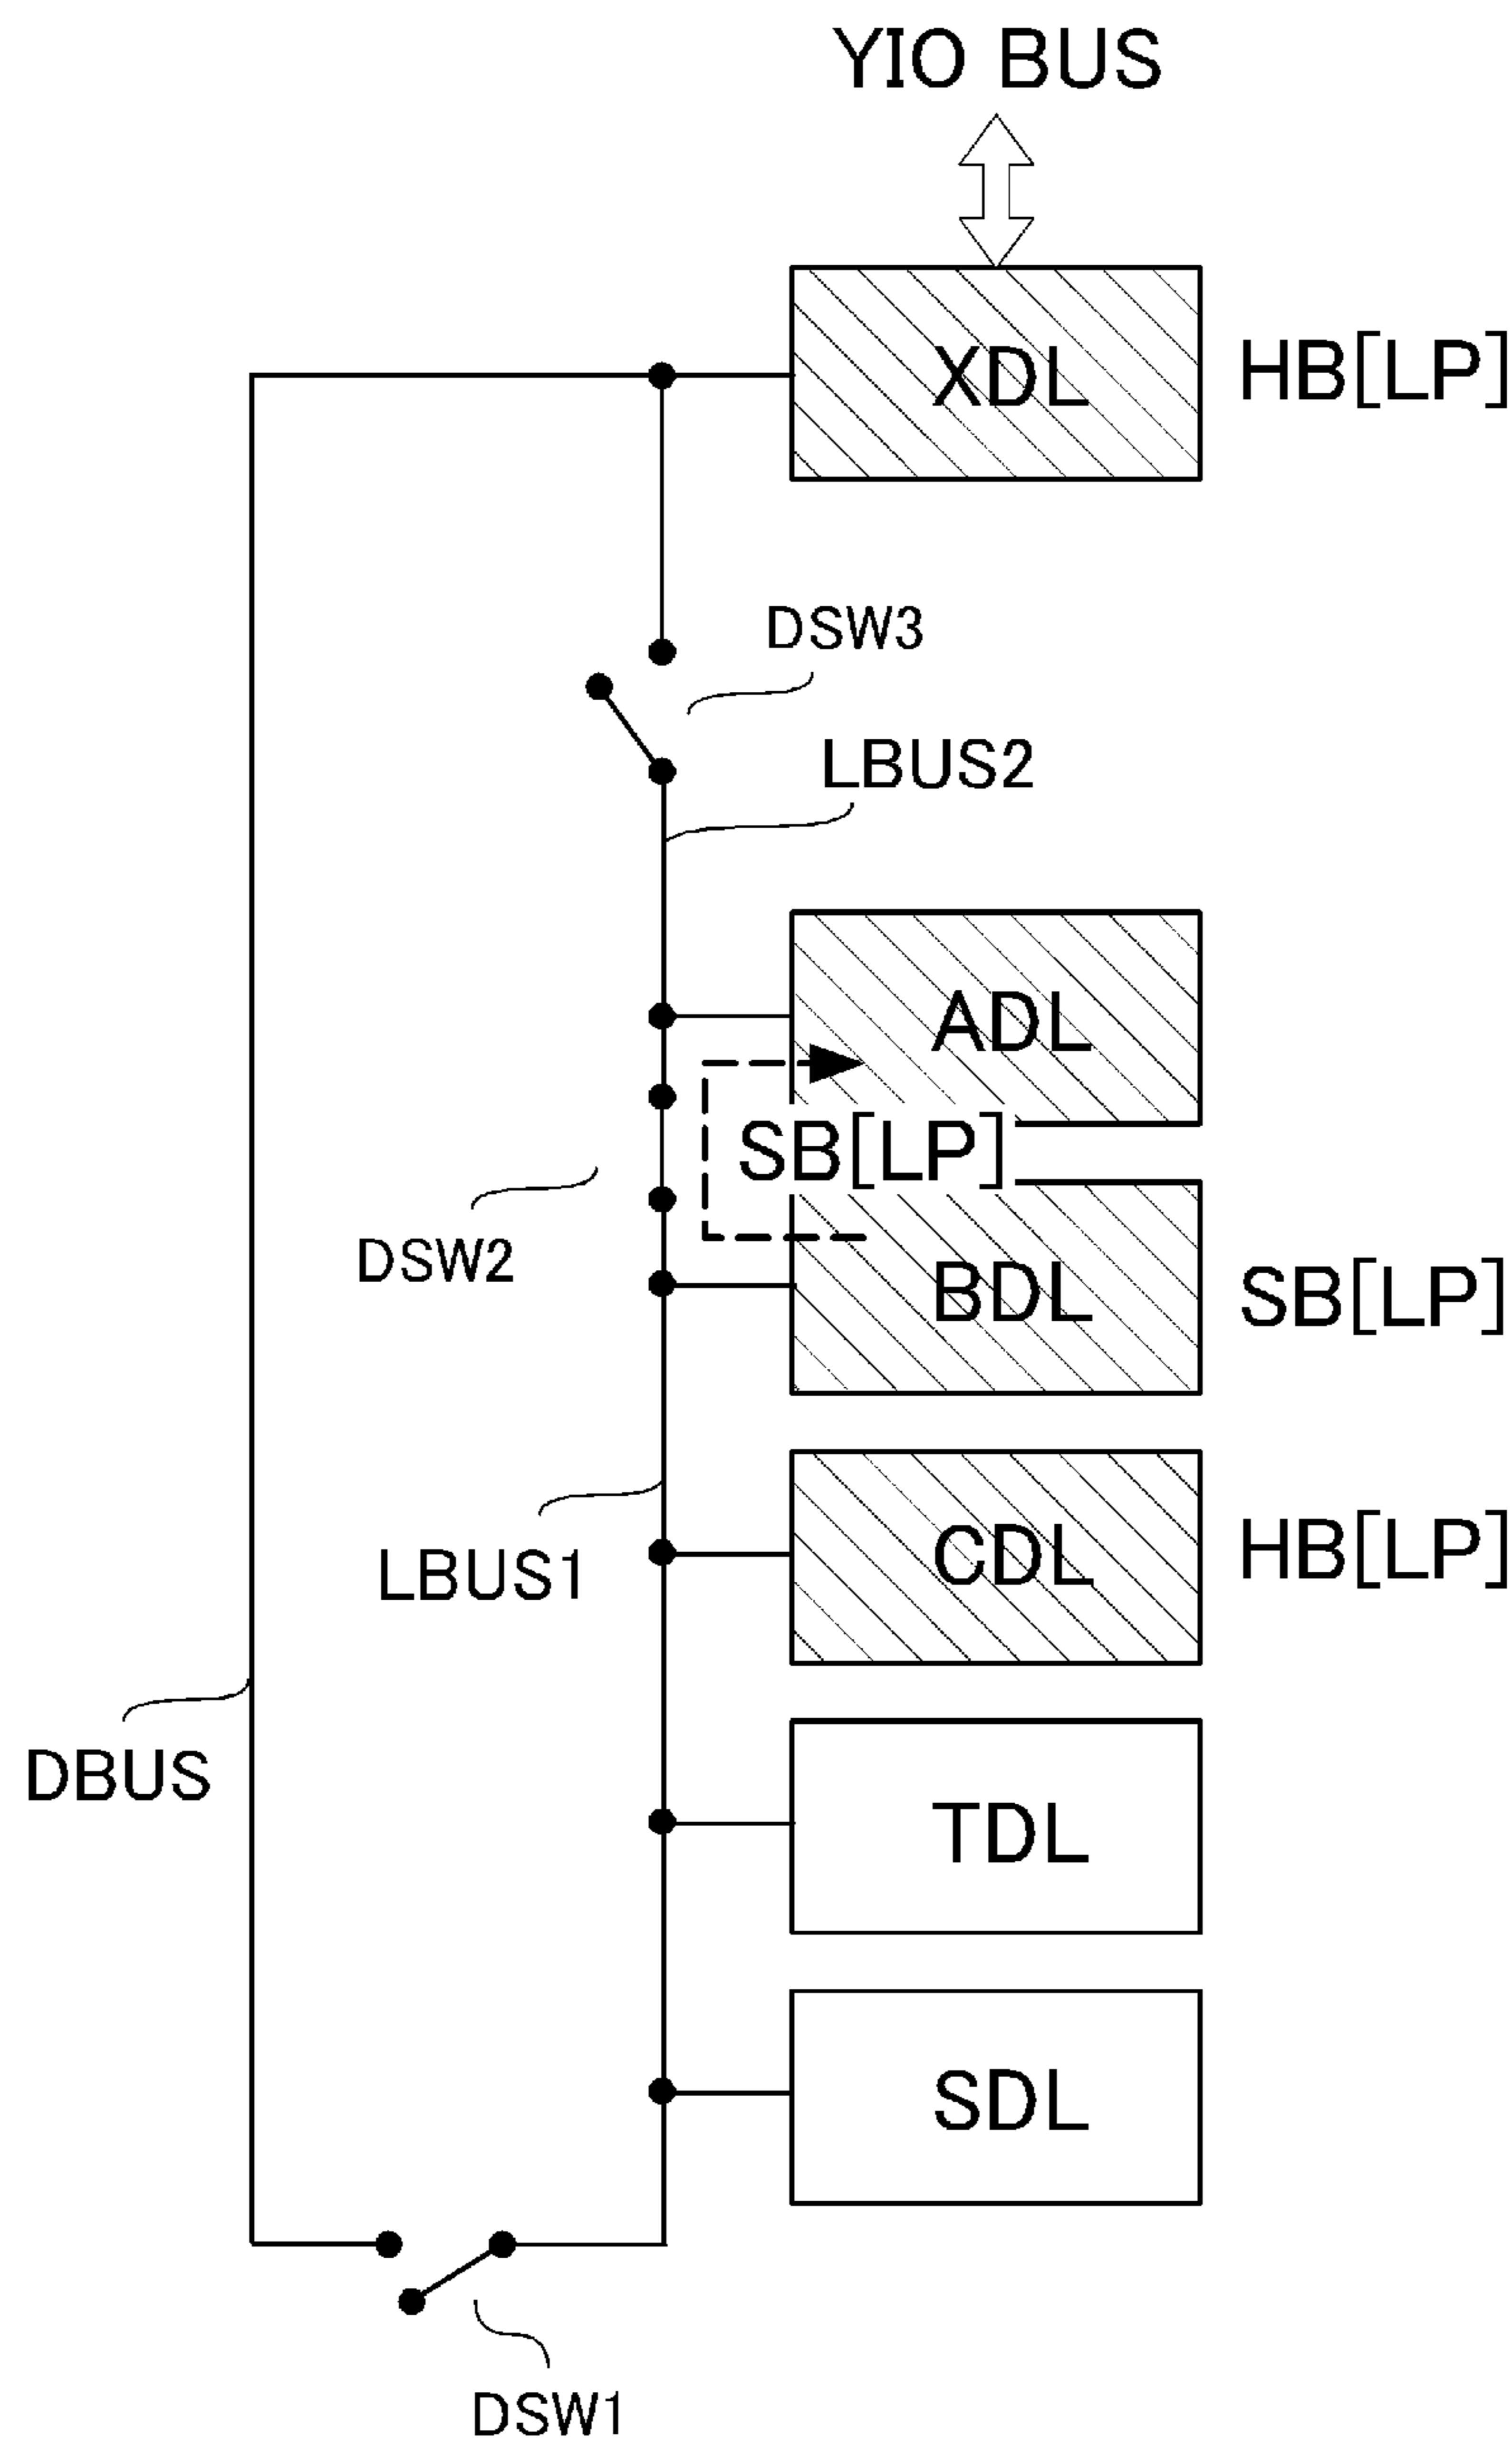 YIO BUS
XDL
HB[LP]
DSW3
LBUS2
ADL
SB[LP]
DSW2
BDL
SB[LP]
CDL
HB[LP]
LBUS1
DBUS
TDL
SDL
DSW1